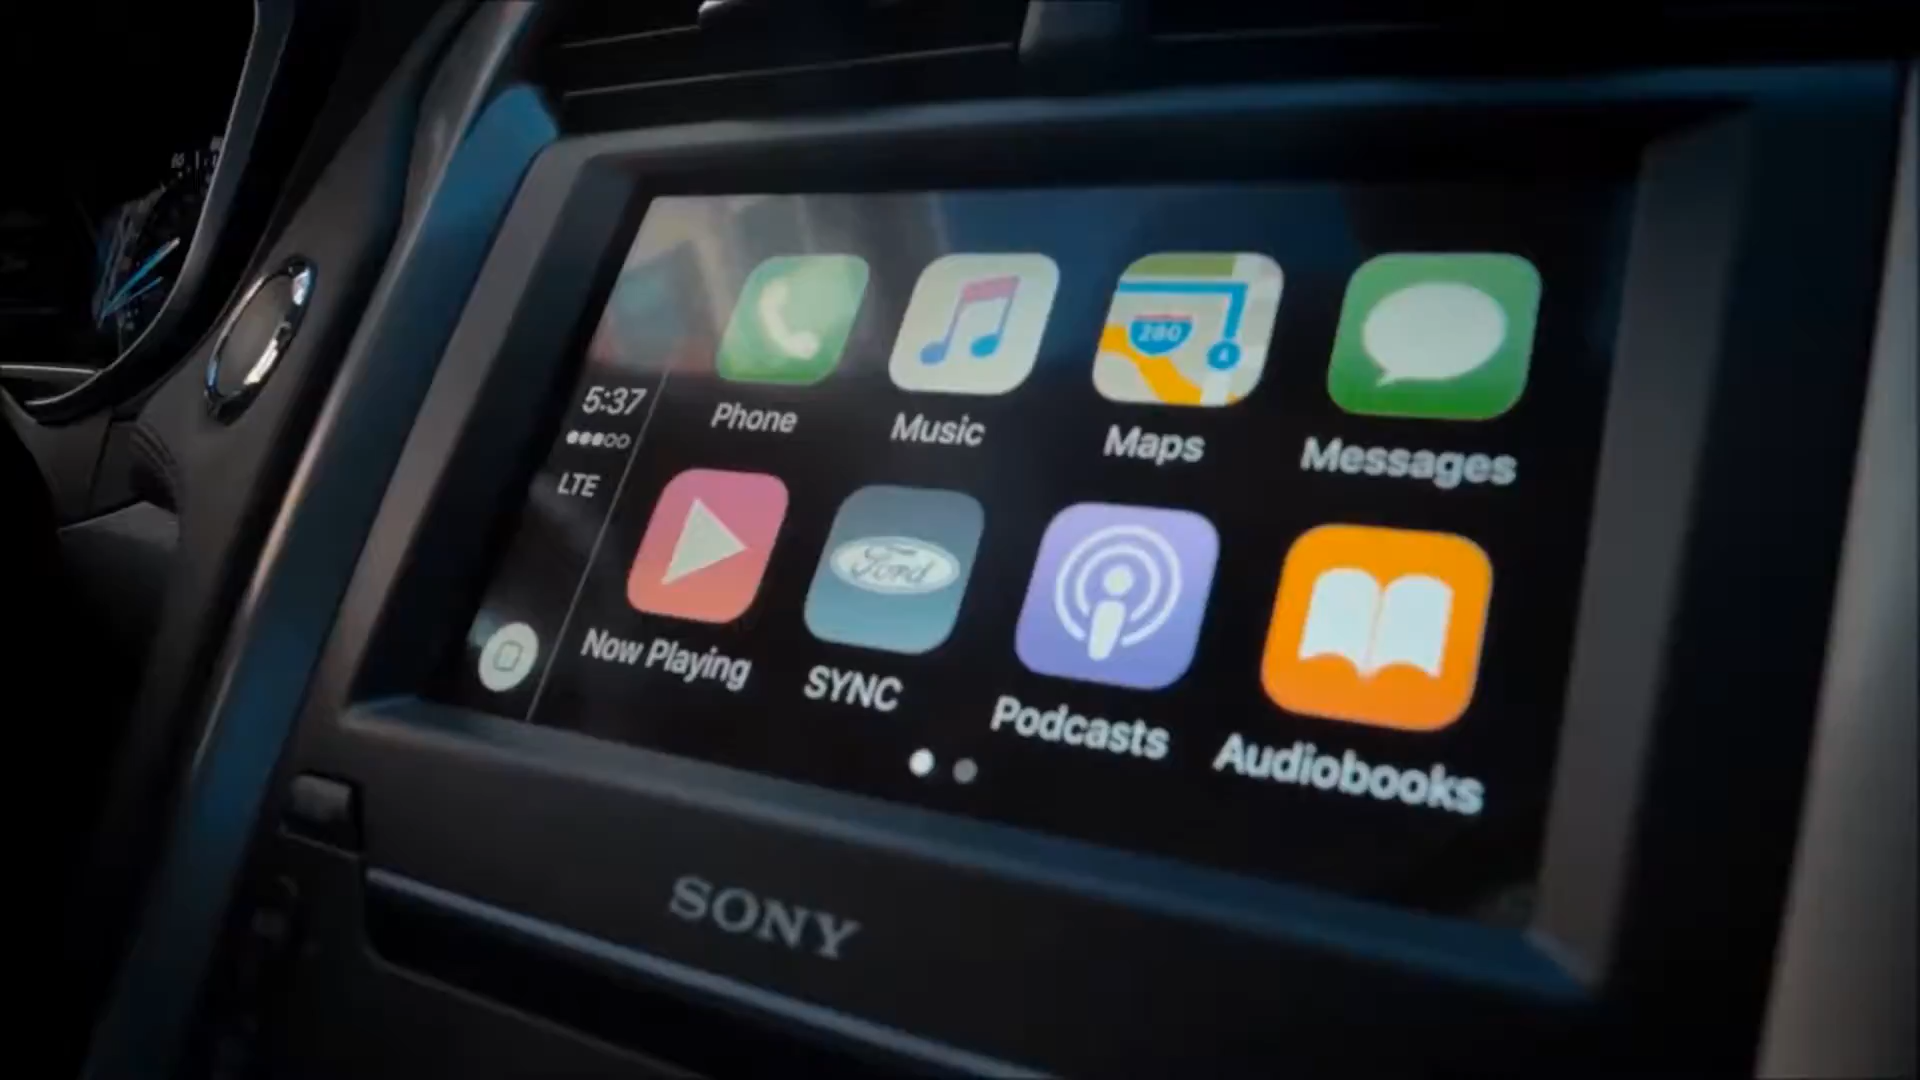 Phone Music Maps Messages
280
5:37
LTE
Now Playing SYNC Podcasts Audiobooks
Ford
SONY